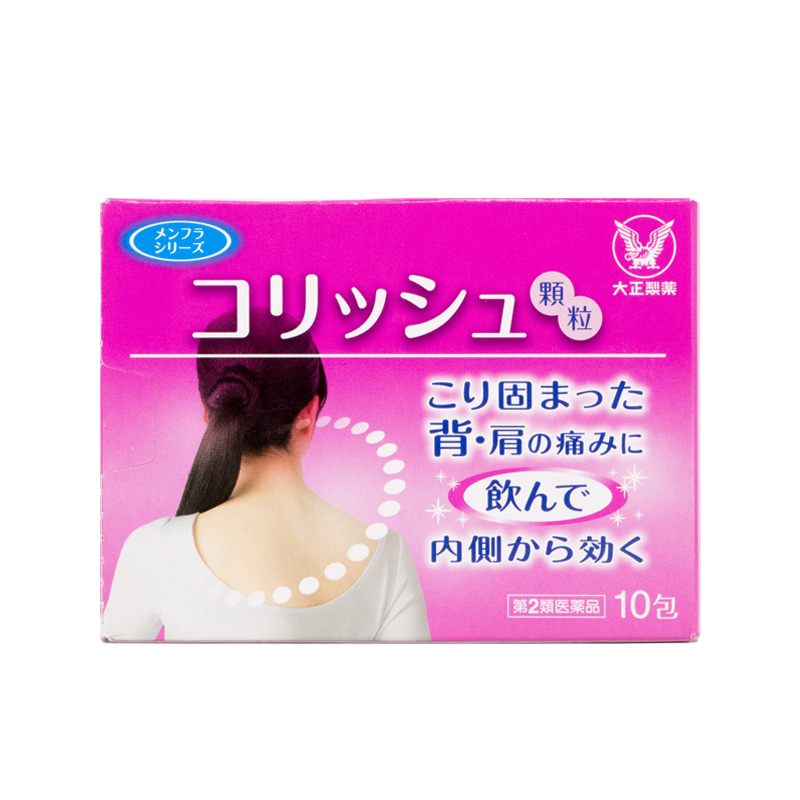 メンフラ
シリーズ
大正製薬
コリッシュ顆粒
こり固まった
背・肩の痛みに
飲んで
内側から効く
第2類医薬品 10包